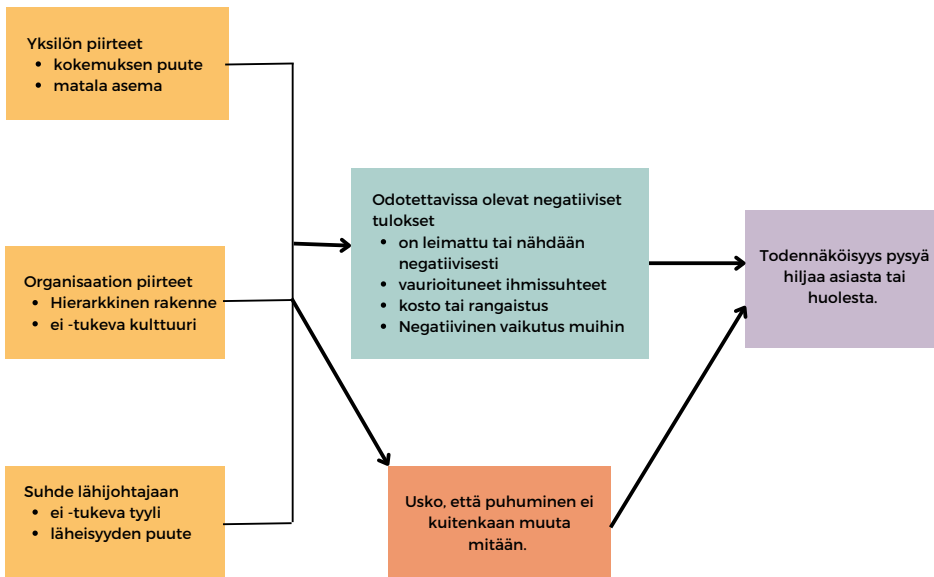 Yksilön piirteet
• kokemuksen puute
• matala asema
Organisaation piirteet
• Hierarkkinen rakenne
• ei -tukeva kulttuuri
Suhde lähijohtajaan
• ei -tukeva tyyli
• läheisyyden puute
Odotettavissa olevat negatiiviset
tulokset
• on leimattu tai nähdään
negatiivisesti
• vaurioituneet ihmissuhteet
• kosto tai rangaistus
• Negatiivinen vaikutus muihin
Usko, että puhuminen ei
kuitenkaan muuta
mitään.
Todennäköisyys pysyä
hiljaa asiasta tai
huolesta.